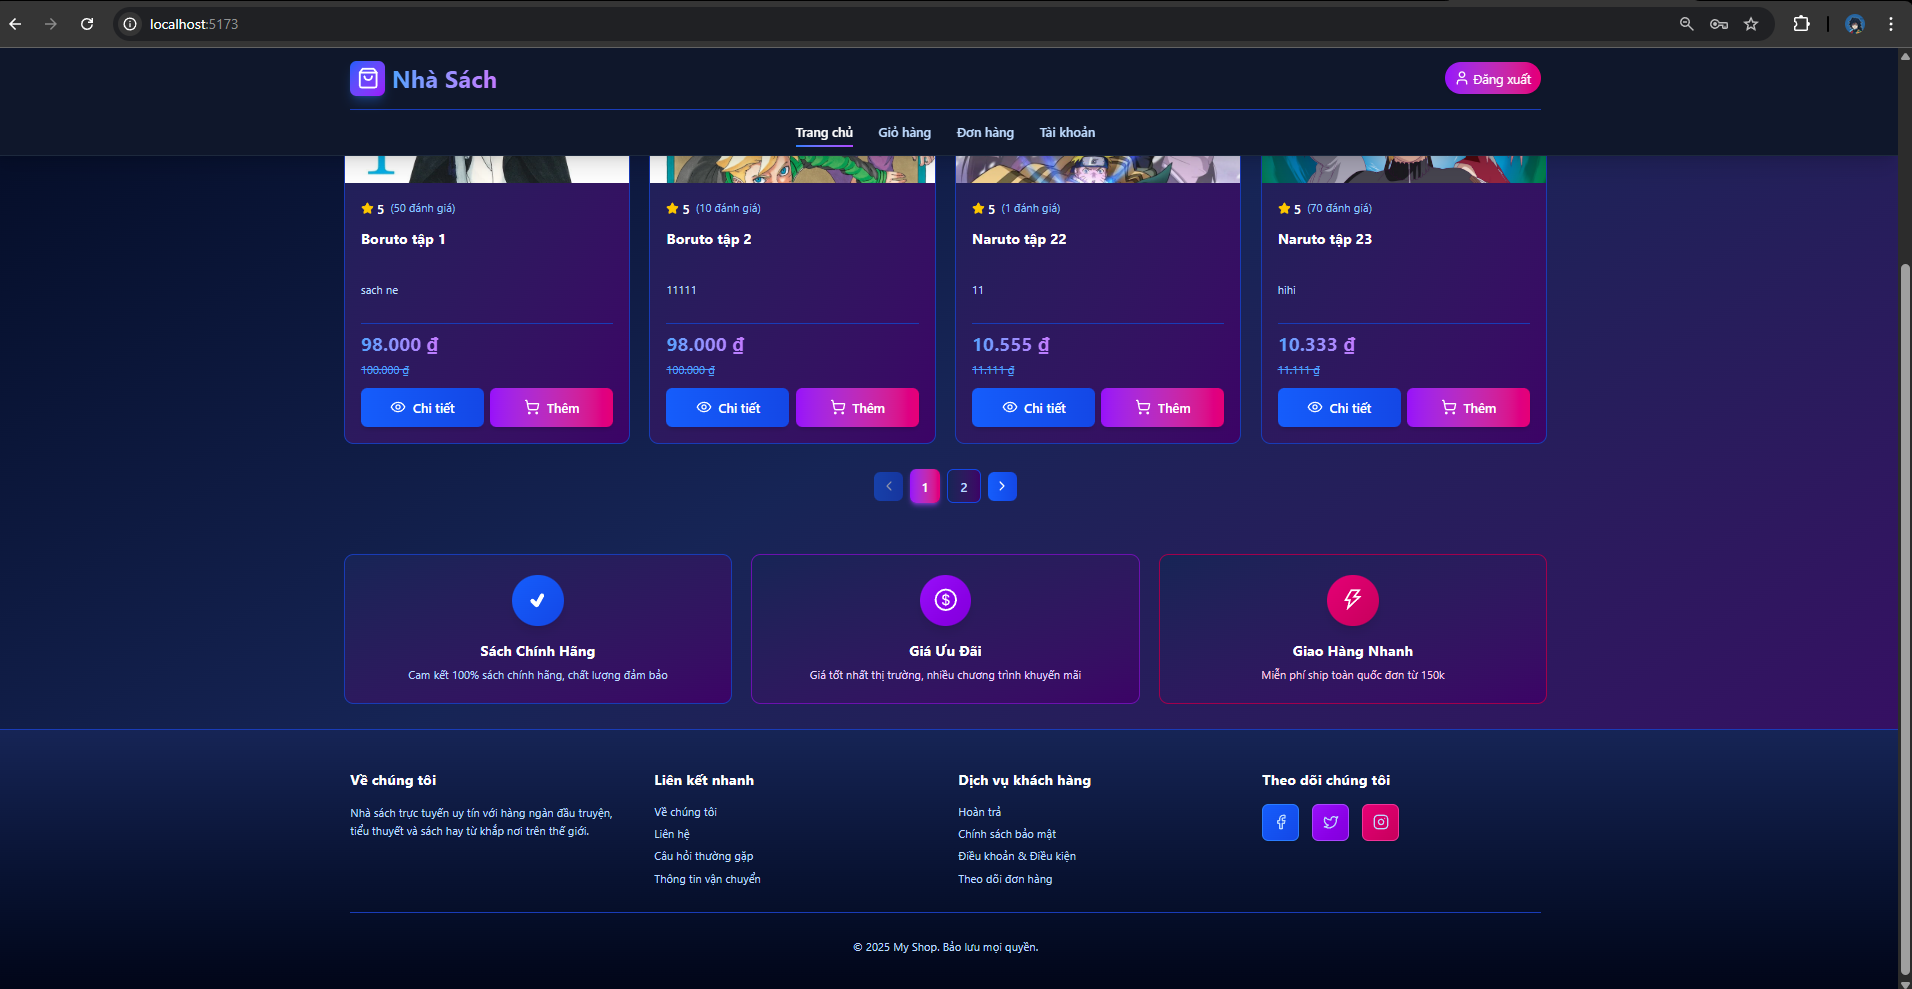 localhost:5173
Nhà Sách
Đăng xuất
Trang chủ Giỏ hàng Đơn hàng Tài khoản
5 (50 đánh giá)
Boruto tập 1
sach ne
98.000 ₫
100.000 ₫
Chi tiết Thêm
5 (10 đánh giá)
Boruto tập 2
11111
98.000 ₫
100.000 ₫
Chi tiết Thêm
5 (1 đánh giá)
Naruto tập 22
11
10.555 ₫
11.111 ₫
Chi tiết Thêm
5 (70 đánh giá)
Naruto tập 23
hihi
10.333 ₫
11.111 ₫
Chi tiết Thêm
1 2
Sách Chính Hãng
Cam kết 100% sách chính hãng, chất lượng đảm bảo
Giá Ưu Đãi
Giá tốt nhất thị trường, nhiều chương trình khuyến mãi
Giao Hàng Nhanh
Miễn phí ship toàn quốc đơn từ 150k
Về chúng tôi
Nhà sách trực tuyến uy tín với hàng ngàn đầu truyện,
tiểu thuyết và sách hay từ khắp nơi trên thế giới.
Liên kết nhanh
Về chúng tôi
Liên hệ
Câu hỏi thường gặp
Thông tin vận chuyển
Dịch vụ khách hàng
Hoàn trả
Chính sách bảo mật
Điều khoản & Điều kiện
Theo dõi đơn hàng
Theo dõi chúng tôi
© 2025 My Shop. Bảo lưu mọi quyền.